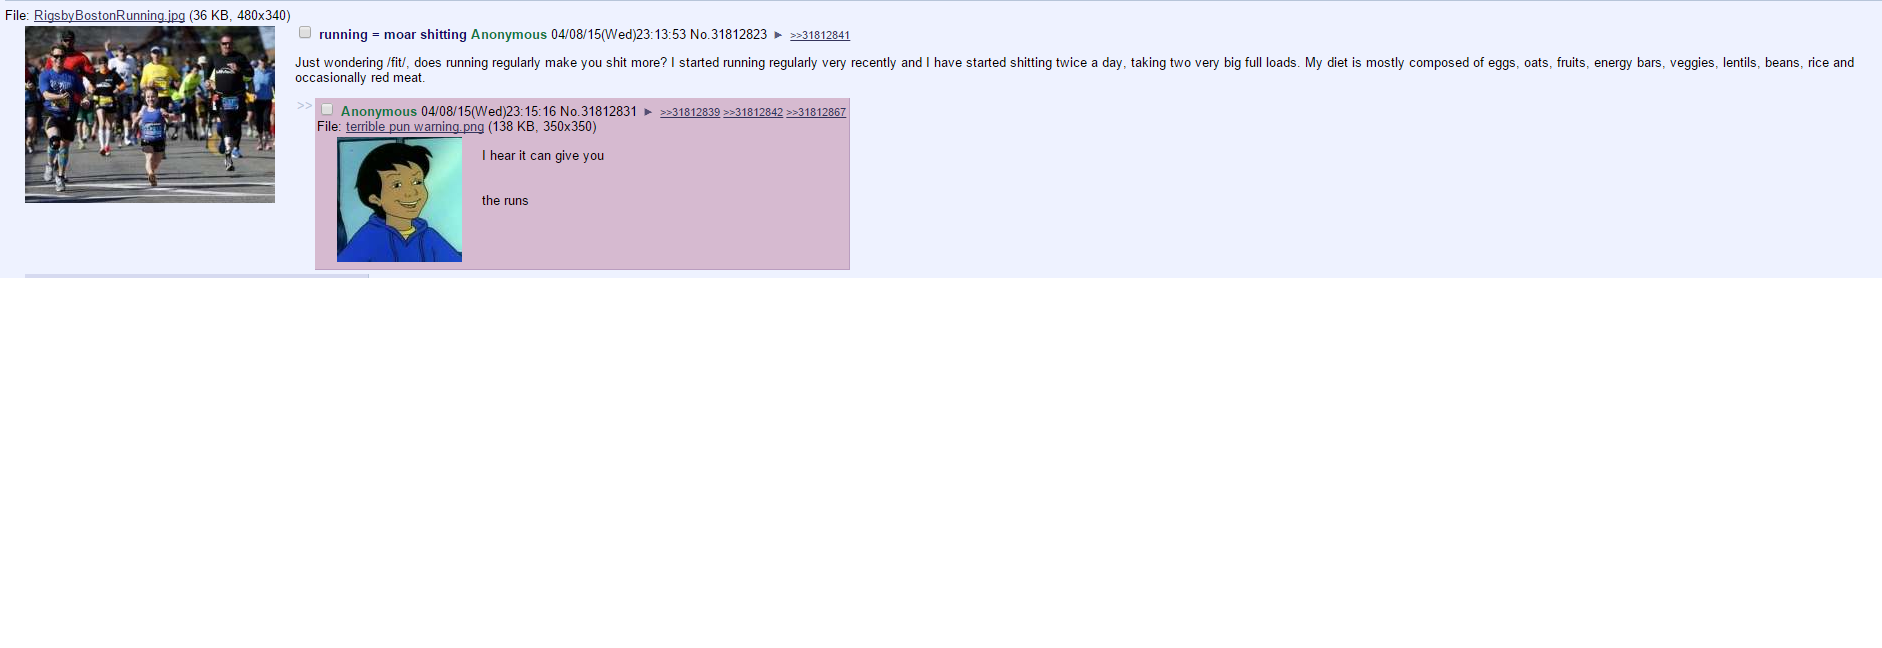 File: RigsbyBostonRunning.jpg (36 KB, 480x340)
running = moar shitting Anonymous 04/08/15(Wed)23:13:53 No.31812823 ► >>31812841
Just wondering /fit/, does running regularly make you shit more? I started running regularly very recently and I have started shitting twice a day, taking two very big full loads. My diet is mostly composed of eggs, oats, fruits, energy bars, veggies, lentils, beans, rice and
occasionally red meat.
>> Anonymous 04/08/15(Wed)23:15:16 No.31812831 ► >>31812839 >>31812842 >>31812867
File: terrible pun warning.png (138 KB, 350x350)
I hear it can give you
the runs